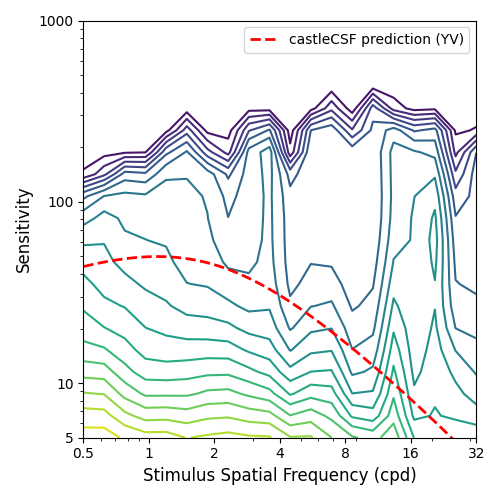 1000
castleCSF prediction (YV)
Sensitivity
100
10
5
0.5 1 2 4 8 16 32
Stimulus Spatial Frequency (cpd)